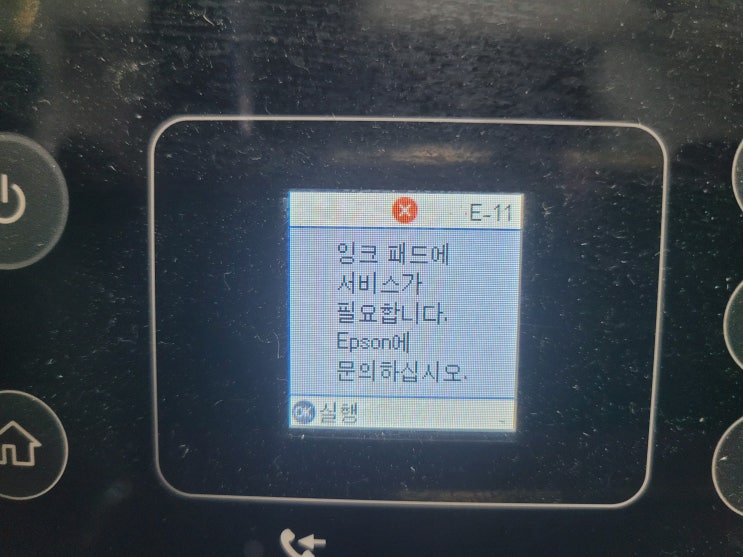 E-11
잉크 패드에
서비스가
필요합니다.
Epson에
문의하십시오.
OK 실행